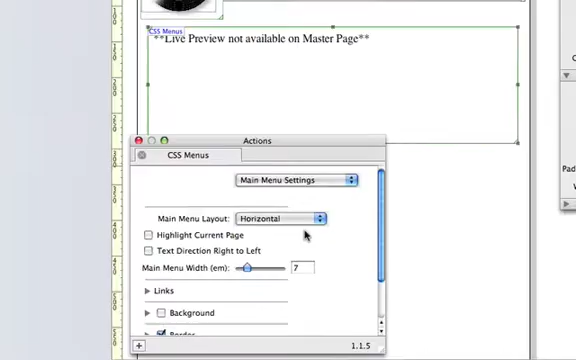 CSS Menus
**Live Preview not available on Master Page**
Actions
CSS Menus
Main Menu Settings
Main Menu Layout: Horizontal
Highlight Current Page
Text Direction Right to Left
Main Menu Width (em): 7
Links
Background
Border
1.1.5